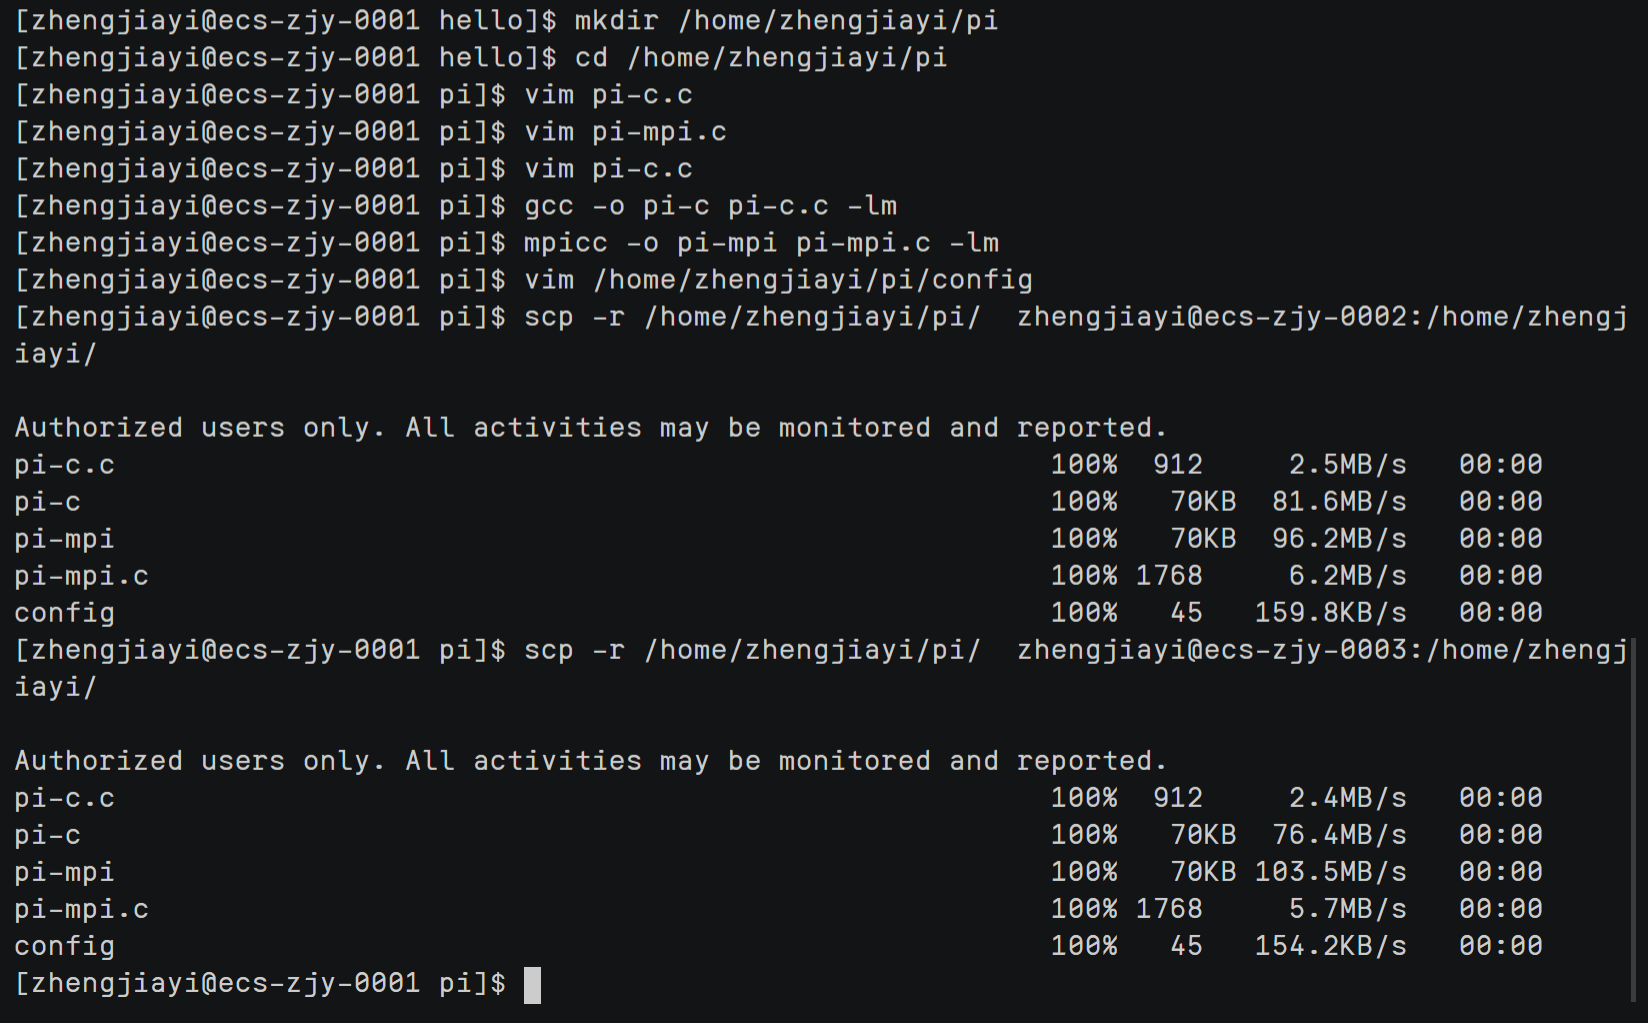 [zhengjiayi@ecs-zjy-0001 hello]$ mkdir /home/zhengjiayi/pi
[zhengjiayi@ecs-zjy-0001 hello]$ cd /home/zhengjiayi/pi
[zhengjiayi@ecs-zjy-0001 pi]$ vim pi-c.c
[zhengjiayi@ecs-zjy-0001 pi]$ vim pi-mpi.c
[zhengjiayi@ecs-zjy-0001 pi]$ vim pi-c.c
[zhengjiayi@ecs-zjy-0001 pi]$ gcc -o pi-c pi-c.c -lm
[zhengjiayi@ecs-zjy-0001 pi]$ mpicc -o pi-mpi pi-mpi.c -lm
[zhengjiayi@ecs-zjy-0001 pi]$ vim /home/zhengjiayi/pi/config
[zhengjiayi@ecs-zjy-0001 pi]$ scp -r /home/zhengjiayi/pi/  zhengjiayi@ecs-zjy-0002:/home/zhengj
iayi/

Authorized users only. All activities may be monitored and reported.
pi-c.c 100% 912 2.5MB/s 00:00
pi-c 100% 70KB 81.6MB/s 00:00
pi-mpi 100% 70KB 96.2MB/s 00:00
pi-mpi.c 100% 1768 6.2MB/s 00:00
config 100% 45 159.8KB/s 00:00
[zhengjiayi@ecs-zjy-0001 pi]$ scp -r /home/zhengjiayi/pi/  zhengjiayi@ecs-zjy-0003:/home/zhengj
iayi/

Authorized users only. All activities may be monitored and reported.
pi-c.c 100% 912 2.4MB/s 00:00
pi-c 100% 70KB 76.4MB/s 00:00
pi-mpi 100% 70KB 103.5MB/s 00:00
pi-mpi.c 100% 1768 5.7MB/s 00:00
config 100% 45 154.2KB/s 00:00
[zhengjiayi@ecs-zjy-0001 pi]$